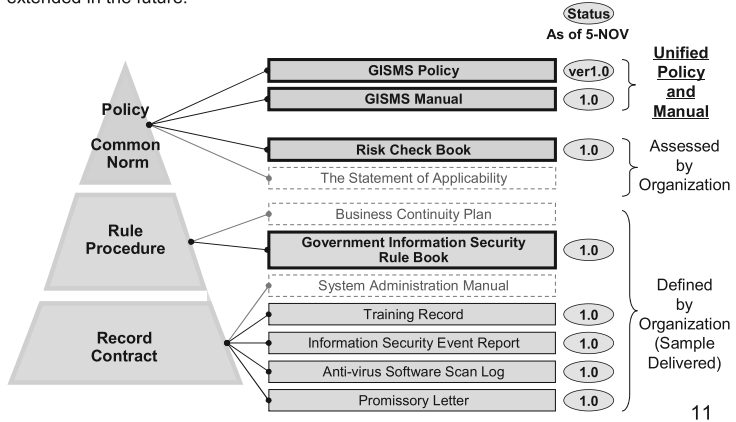 extended in the future.
Status
As of 5-NOV
Policy
Common
Norm
GISMS Policy
ver1.0
GISMS Manual
1.0
Unified
Policy
and
Manual
Risk Check Book
1.0
The Statement of Applicability
Assessed
by
Organization
Rule
Procedure
Business Continuity Plan
Government Information Security
Rule Book
1.0
System Administration Manual
Record
Contract
Training Record
1.0
Information Security Event Report
1.0
Anti-virus Software Scan Log
1.0
Promissory Letter
1.0
Defined
by
Organization
(Sample
Delivered)
11